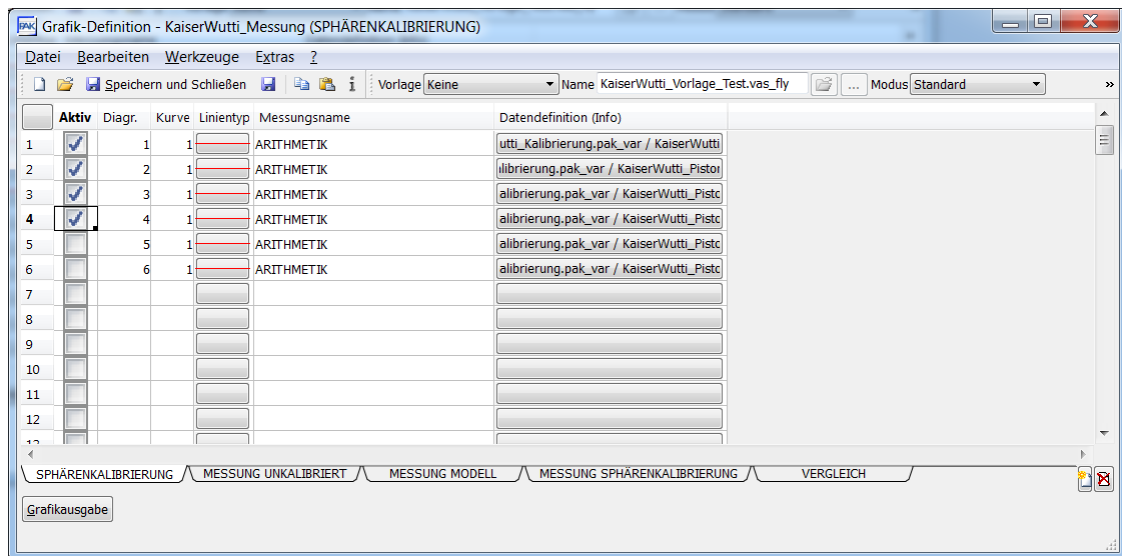 PAK Grafik-Definition - KaiserWutti_Messung (SPHÄRENKALIBRIERUNG) X
Datei Bearbeiten Werkzeuge Extras ?
Speichern und Schließen i Vorlage Keine Name KaiserWutti_Vorlage_Test.vas_fly ... Modus Standard »
Aktiv Diagr. Kurve Linientyp Messungsname Datendefinition (Info)
1 1 1 ARITHMETIK utti_Kalibrierung.pak_var / KaiserWutti
2 2 1 ARITHMETIK alibrierung.pak_var / KaiserWutti_Piston
3 3 1 ARITHMETIK alibrierung.pak_var / KaiserWutti_Pistc
4 4 1 ARITHMETIK alibrierung.pak_var / KaiserWutti_Pistc
5 5 1 ARITHMETIK alibrierung.pak_var / KaiserWutti_Pistc
6 6 1 ARITHMETIK alibrierung.pak_var / KaiserWutti_Pistc
7
8
9
10
11
12
SPHÄRENKALIBRIERUNG MESSUNG UNKALIBRIERT MESSUNG MODELL MESSUNG SPHÄRENKALIBRIERUNG VERGLEICH
Grafikausgabe